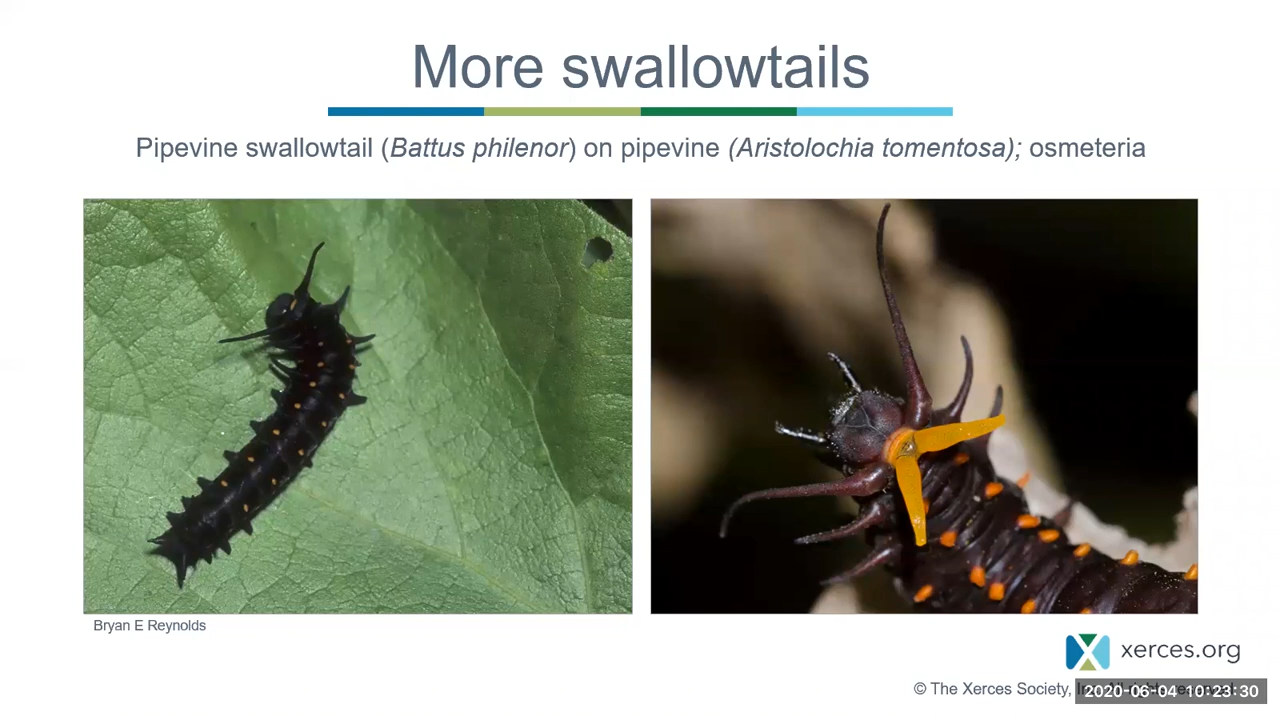 More swallowtails
Pipevine swallowtail (Battus philenor) on pipevine (Aristolochia tomentosa); osmeteria
Bryan E Reynolds
xerces.org
© The Xerces Society,
2020-06-04 10:23:30